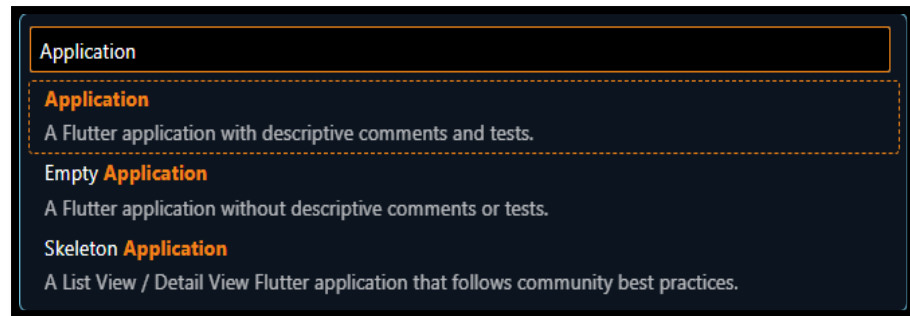 Application
Application
A Flutter application with descriptive comments and tests.
Empty Application
A Flutter application without descriptive comments or tests.
Skeleton Application
A List View / Detail View Flutter application that follows community best practices.